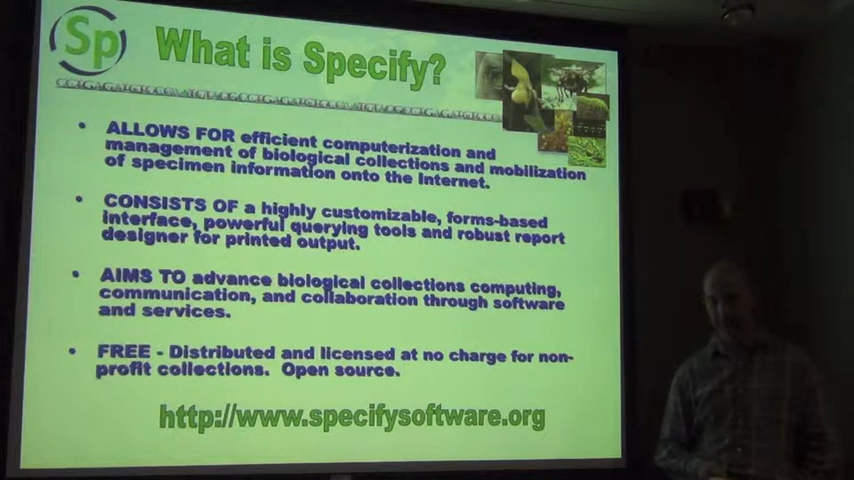 Sp
What is Specify?
• ALLOWS FOR efficient computerization and
management of biological collections and mobilization
of specimen information onto the Internet.
• CONSISTS OF a highly customizable, forms-based
interface, powerful querying tools and robust report
designer for printed output.
• AIMS TO advance biological collections computing,
communication, and collaboration through software
and services.
• FREE - Distributed and licensed at no charge for non-
profit collections. Open source.
http://www.specifysoftware.org